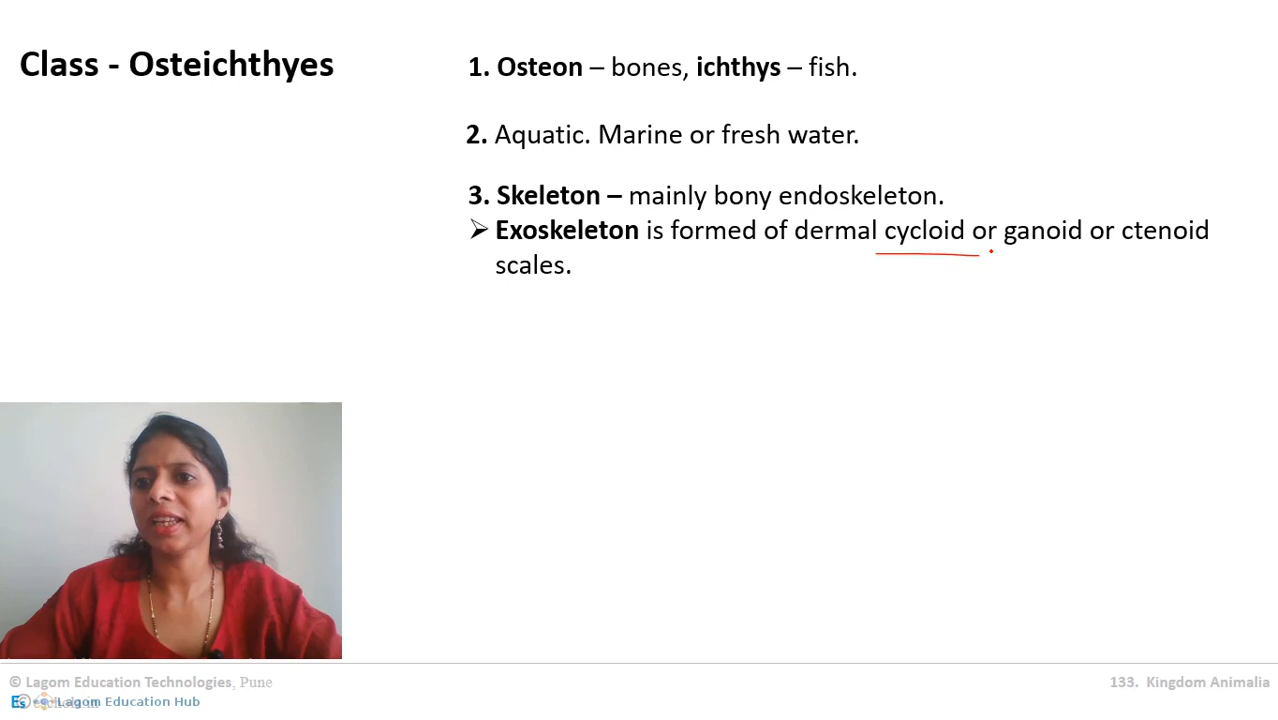 Class - Osteichthyes
1. Osteon – bones, ichthys – fish.
2. Aquatic. Marine or fresh water.
3. Skeleton – mainly bony endoskeleton.
➢ Exoskeleton is formed of dermal cycloid or ganoid or ctenoid
scales.
© Lagom Education Technologies, Pune
133. Kingdom Animalia
Lagom Education Hub